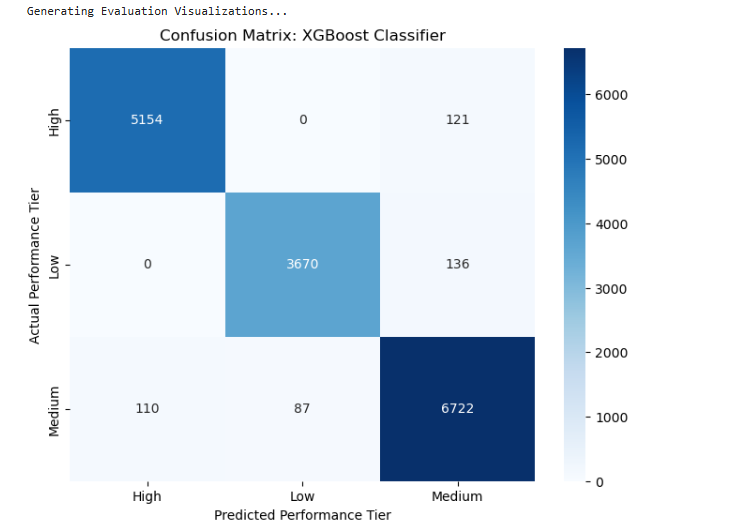 Generating Evaluation Visualizations...
Confusion Matrix: XGBoost Classifier
Actual Performance Tier
High
5154 0 121
Low
0 3670 136
Medium
110 87 6722
High Low Medium
Predicted Performance Tier
6000
5000
4000
3000
2000
1000
0